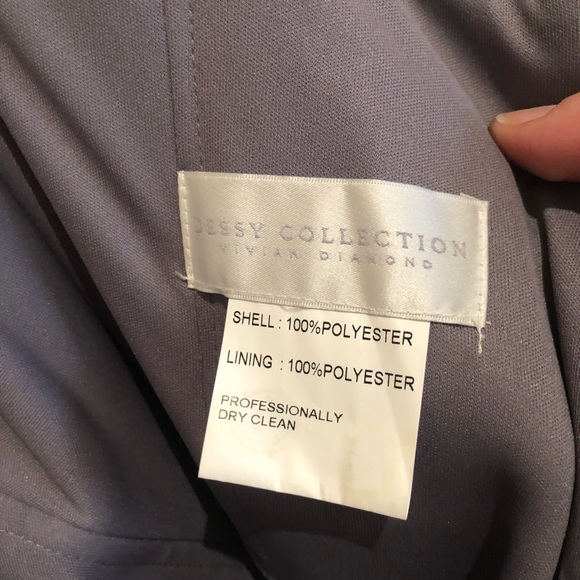 DESSY COLLECTION
VIVIAN DIAMOND
SHELL : 100%POLYESTER
LINING : 100%POLYESTER
PROFESSIONALLY
DRY CLEAN